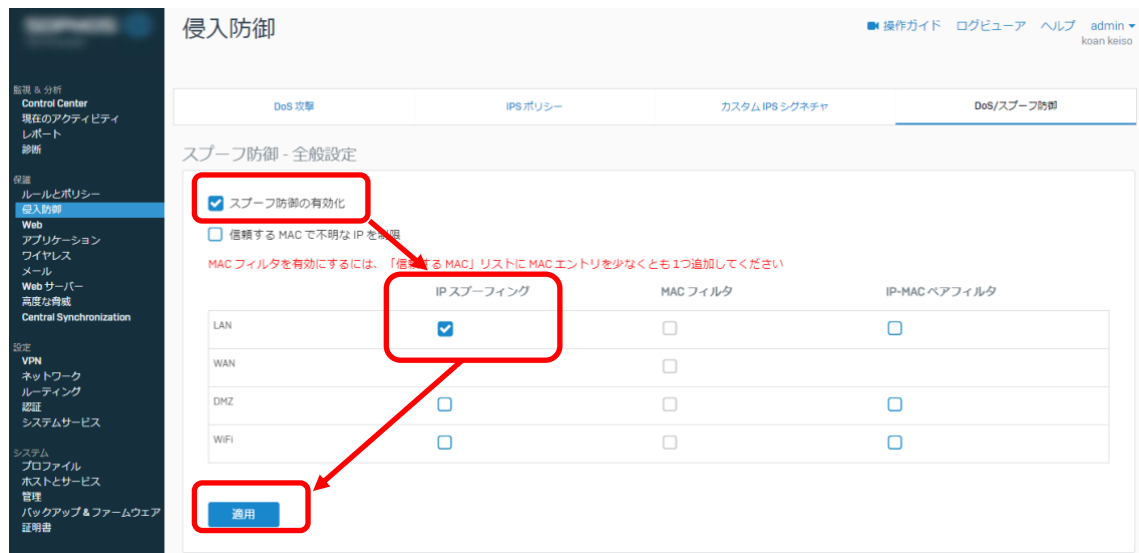 侵入防御
操作ガイド ログビューア ヘルプ admin
koan keiso
監視 & 分析
Control Center
現在のアクティビティ
レポート
診断
保護
ルールとポリシー
侵入防御
Web
アプリケーション
ワイヤレス
メール
Web サーバー
高度な脅威
Central Synchronization
設定
VPN
ネットワーク
ルーティング
認証
システムサービス
システム
プロファイル
ホストとサービス
管理
バックアップ & ファームウェア
証明書
DoS 攻撃 IPS ポリシー カスタム IPS シグネチャ DoS/スプーフ防御
スプーフ防御 - 全般設定
スプーフ防御の有効化
信頼する MAC で不明な IP を制限
MAC フィルタを有効にするには、「信頼する MAC」リストに MAC エントリを少なくとも1つ追加してください
IP スプーフィング MAC フィルタ IP-MAC ペアフィルタ
LAN
WAN
DMZ
WiFi
適用